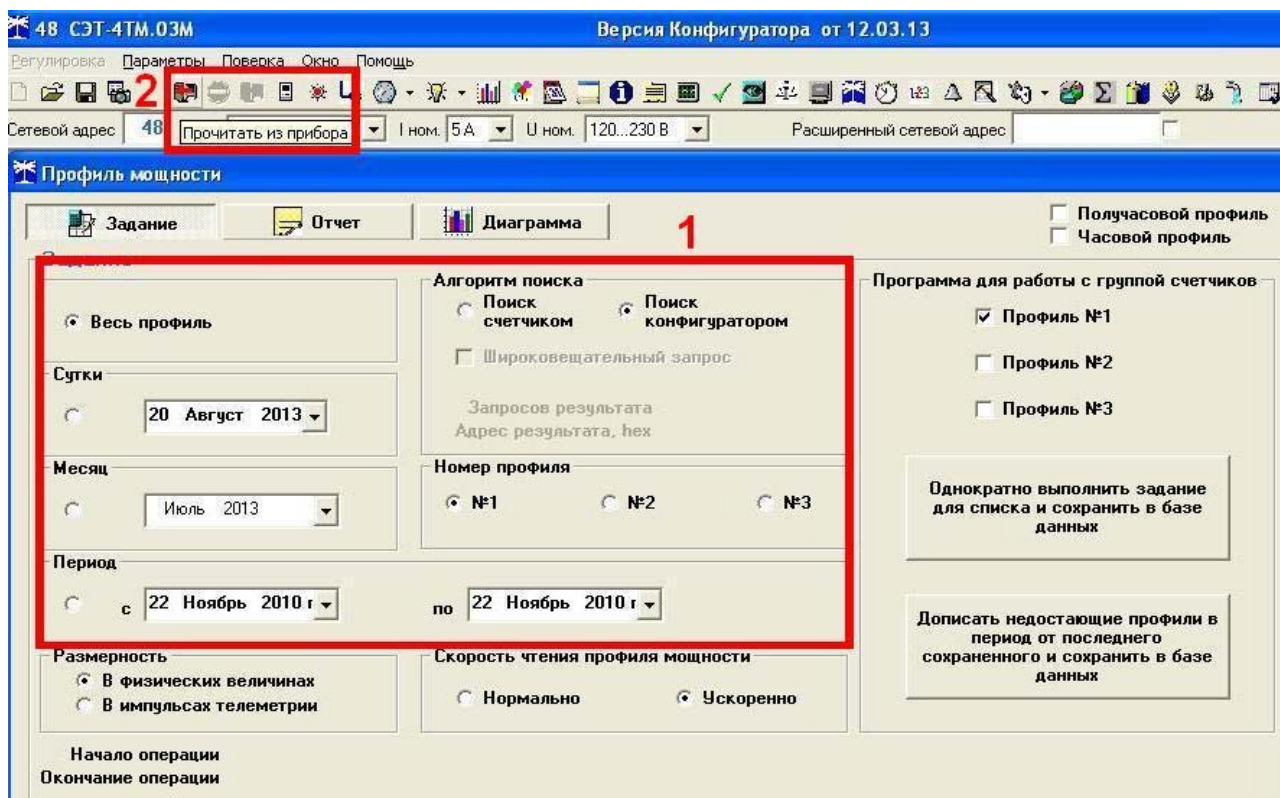 48 СЭТ-4ТМ.03М
Версия Конфигуратора от 12.03.13
Регулировка Параметры Поверка Окно Помощь
2
Сетевой адрес 48
Прочитать из прибора
I ном. 5 А
U ном. 120...230 В
Расширенный сетевой адрес
Профиль мощности
Задание
Отчет
Диаграмма
1
Получасовой профиль
Часовой профиль
Весь профиль
Сутки
20 Август 2013
Месяц
Июль 2013
Период
с 22 Ноябрь 2010 г
по 22 Ноябрь 2010 г
Алгоритм поиска
Поиск счетчиком
Поиск конфигуратором
Широковещательный запрос
Запросов результата
Адрес результата, hex
Номер профиля
№1
№2
№3
Размерность
В физических величинах
В импульсах телеметрии
Скорость чтения профиля мощности
Нормально
Ускоренно
Программа для работы с группой счетчиков
Профиль №1
Профиль №2
Профиль №3
Однократно выполнить задание
для списка и сохранить в базе
данных
Дописать недостающие профили в
период от последнего
сохраненного и сохранить в базе
данных
Начало операции
Окончание операции